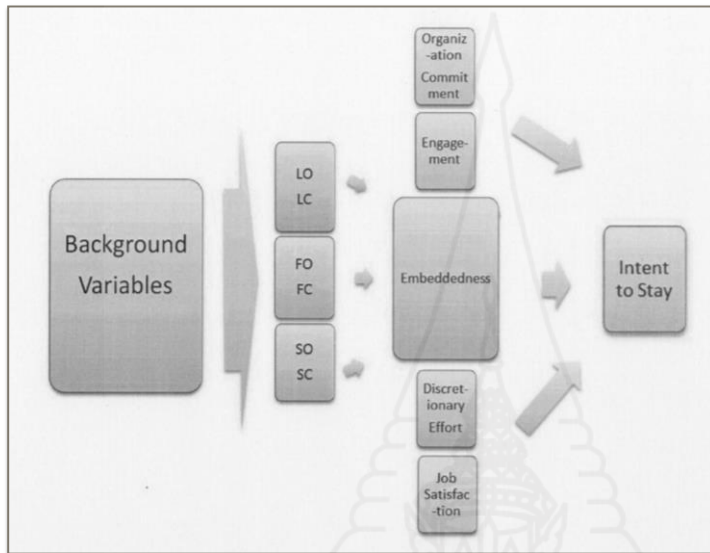 Organiz
-ation
Commit
ment
Engage-
ment
LO
LC
Background
Variables
FO
FC
Embeddedness
Intent
to Stay
SO
SC
Discret-
ionary
Effort
Job
Satisfac
-tion